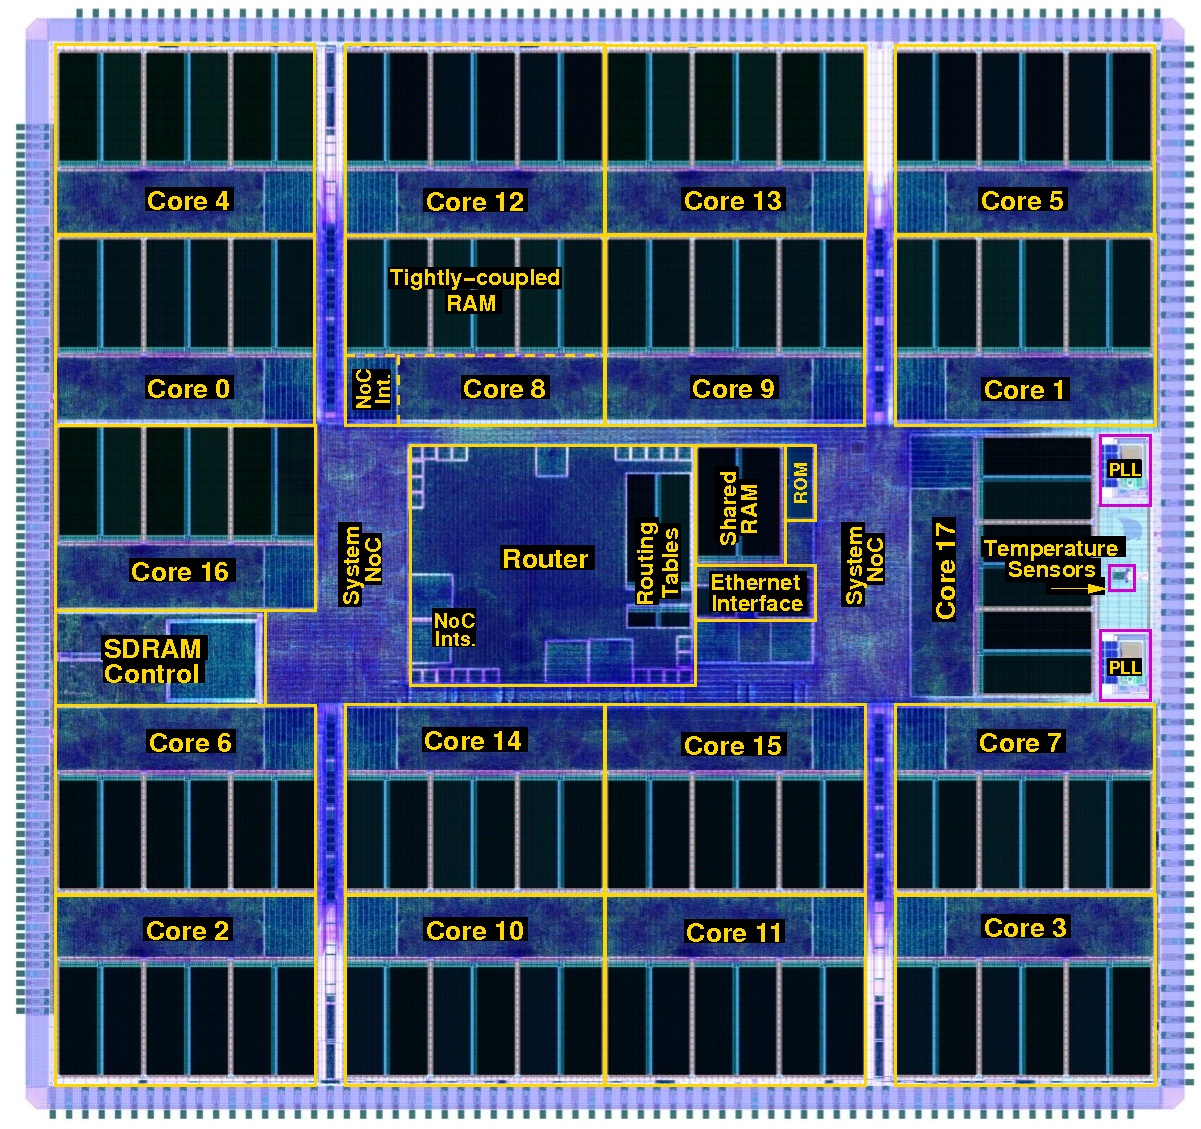 Core 4
Core 12
Core 13
Core 5
Tightly-coupled
RAM
Core 0
NoC
Int.
Core 8
Core 9
Core 1
Core 16
System
NoC
Router
NoC
Ints.
Routing
Tables
Shared
RAM
ROM
Ethernet
Interface
System
NoC
Core 17
PLL
Temperature
Sensors
PLL
SDRAM
Control
Core 6
Core 14
Core 15
Core 7
Core 2
Core 10
Core 11
Core 3